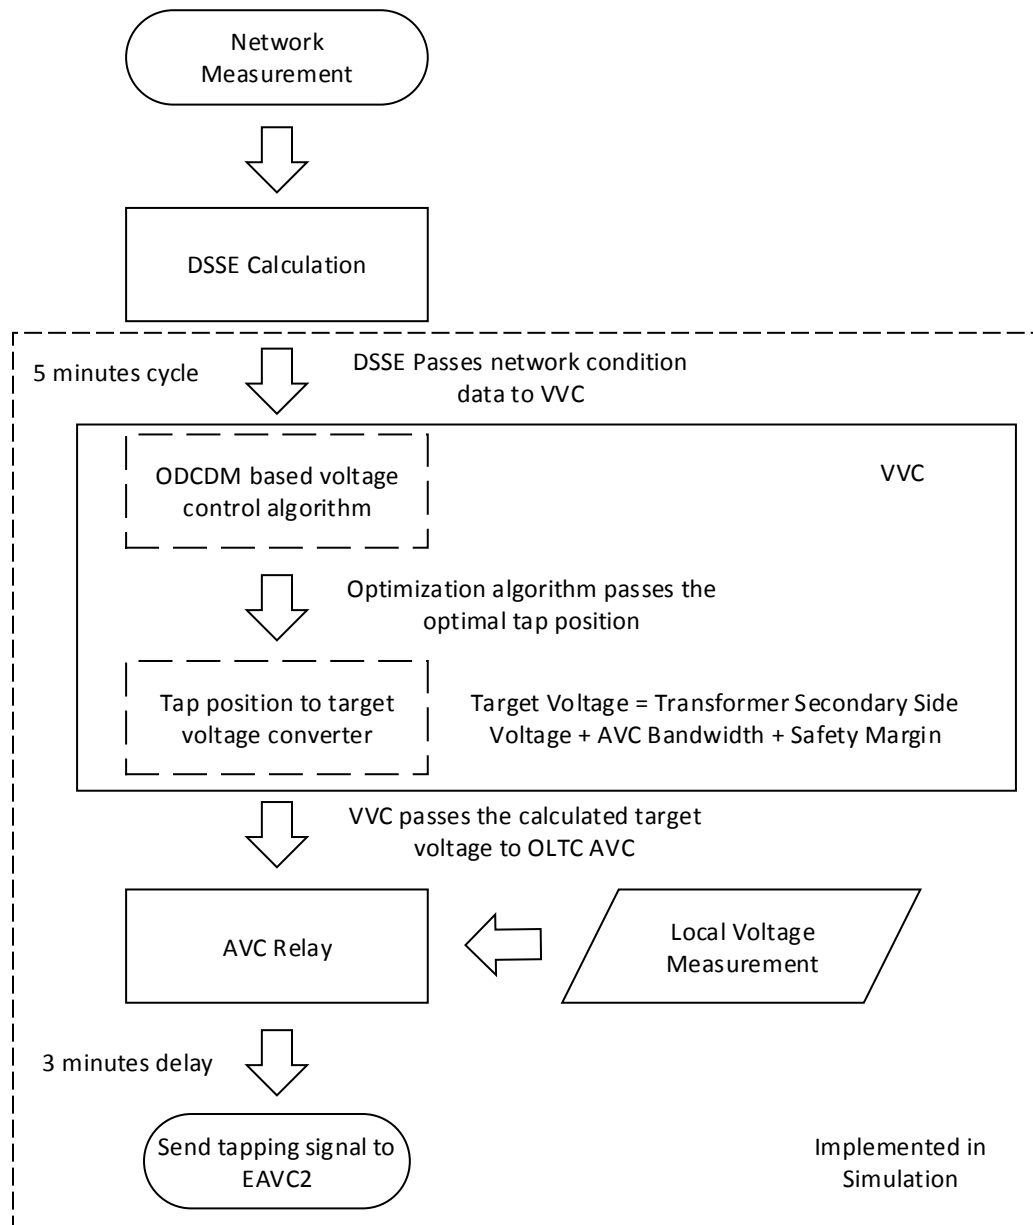 Network
Measurement
DSSE Calculation
5 minutes cycle
DSSE Passes network condition
data to VVC
ODCDM based voltage
control algorithm
VVC
Optimization algorithm passes the
optimal tap position
Tap position to target
voltage converter
Target Voltage = Transformer Secondary Side
Voltage + AVC Bandwidth + Safety Margin
VVC passes the calculated target
voltage to OLTC AVC
AVC Relay
Local Voltage
Measurement
3 minutes delay
Send tapping signal to
EAVC2
Implemented in
Simulation